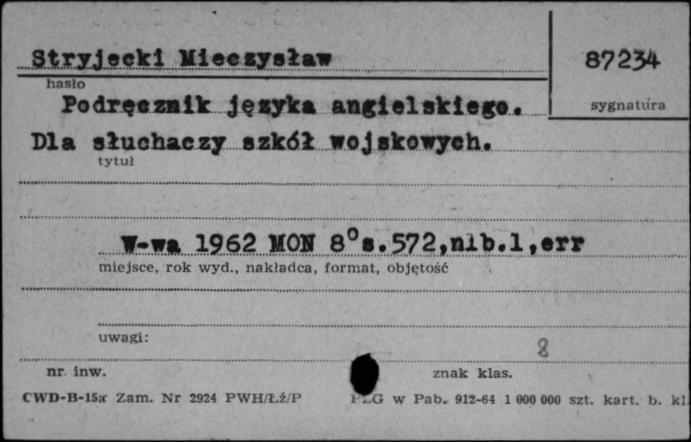 Stryjecki Mieczysław
87234
hasło
sygnatura
Podręcznik języka angielskiego.
Dla słuchaczy szkół wojskowych.
tytuł
W-wa 1962 MON 8°s.572,nlb.1,err
miejsce, rok wyd., nakładca, format, objętość
uwagi:
8
nr inw.
znak klas.
CWD-B-15a Zam. Nr 2924 PWH/Łź/P
w Pab. 912-64 1 000 000 szt. kart. b. kl